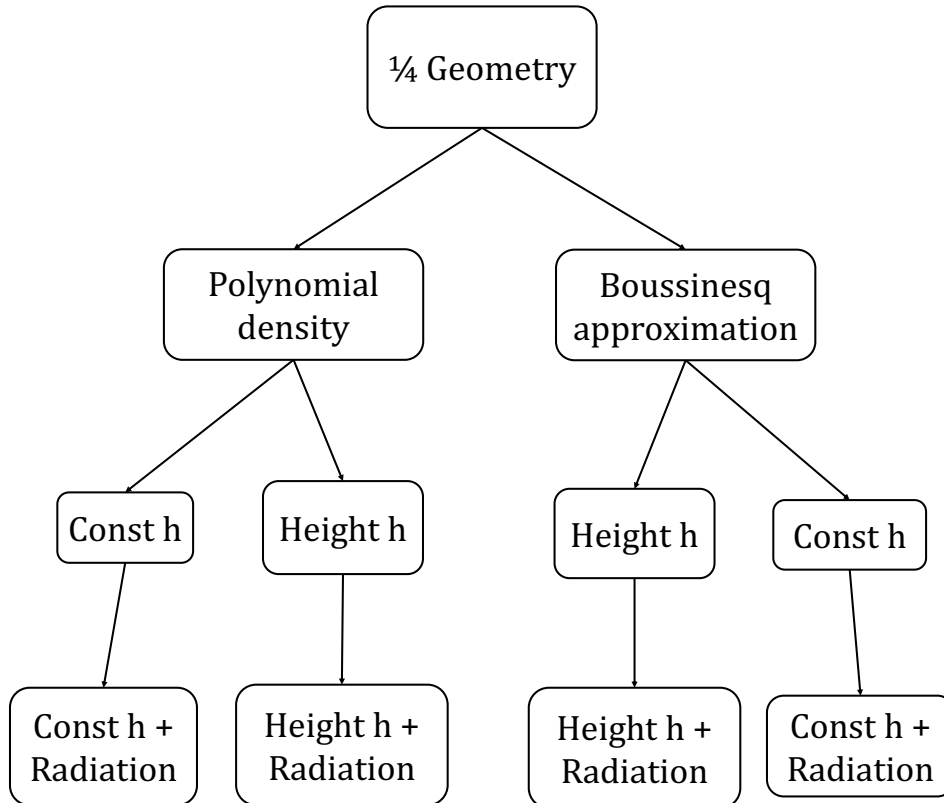 ¼ Geometry
Polynomial
density
Boussinesq
approximation
Const h
Height h
Height h
Const h
Const h +
Radiation
Height h +
Radiation
Height h +
Radiation
Const h +
Radiation